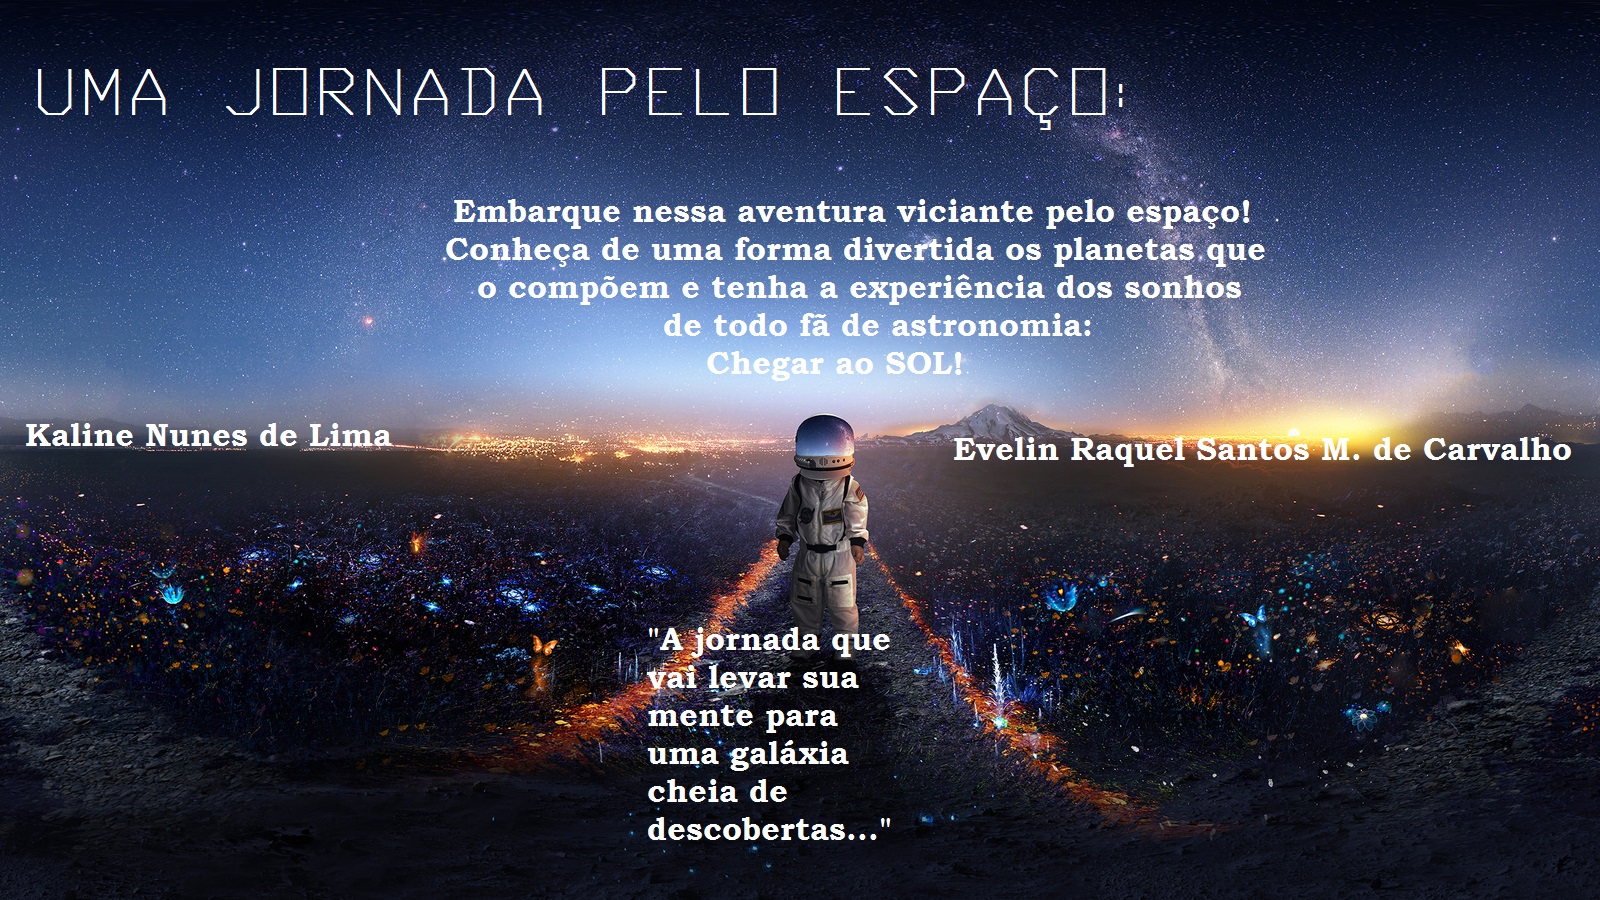 UMA JORNADA PELO ESPAÇO:
Embarque nessa aventura viciante pelo espaço!
Conheça de uma forma divertida os planetas que
o compõem e tenha a experiência dos sonhos
de todo fã de astronomia:
Chegar ao SOL!
Kaline Nunes de Lima
Evelin Raquel Santos M. de Carvalho
"A jornada que
vai levar sua
mente para
uma galáxia
cheia de
descobertas..."